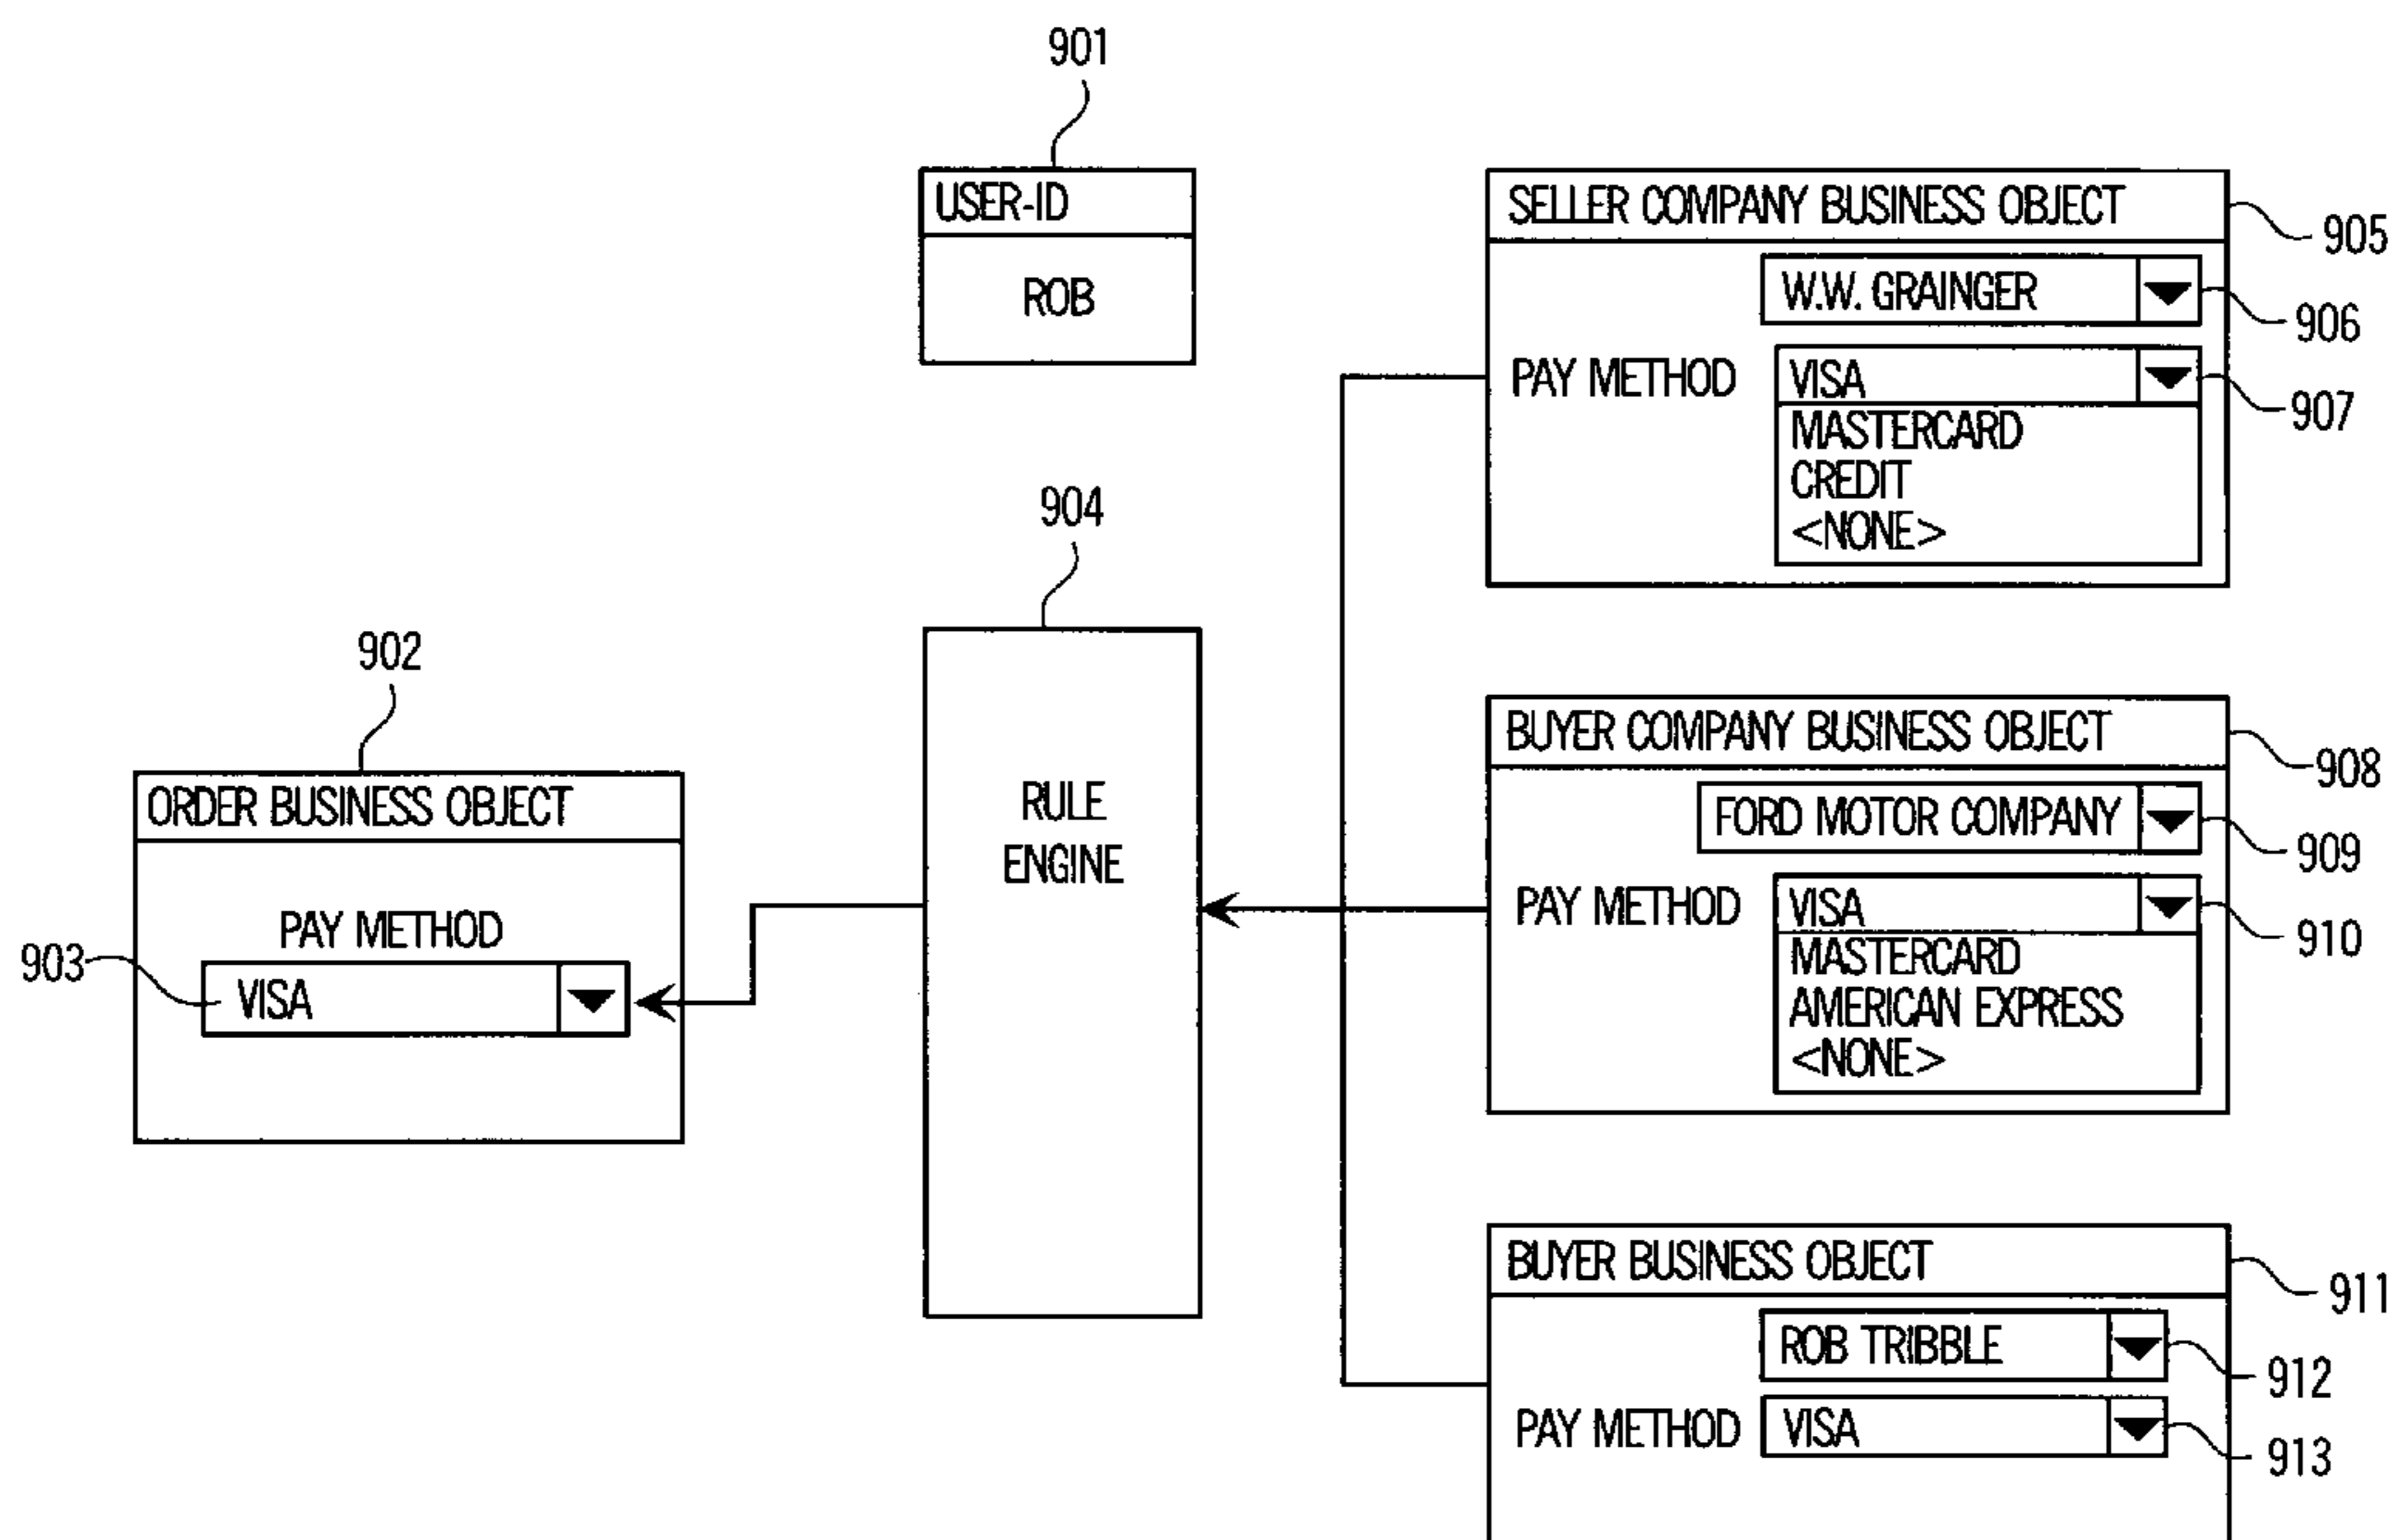 901
USER-ID
ROB
902
ORDER BUSINESS OBJECT
PAY METHOD
903
VISA
904
RULE
ENGINE
SELLER COMPANY BUSINESS OBJECT
905
W.W. GRAINGER
906
PAY METHOD
VISA
907
MASTERCARD
CREDIT
<NONE>
BUYER COMPANY BUSINESS OBJECT
908
FORD MOTOR COMPANY
909
PAY METHOD
VISA
910
MASTERCARD
AMERICAN EXPRESS
<NONE>
BUYER BUSINESS OBJECT
911
ROB TRIBBLE
912
PAY METHOD
VISA
913